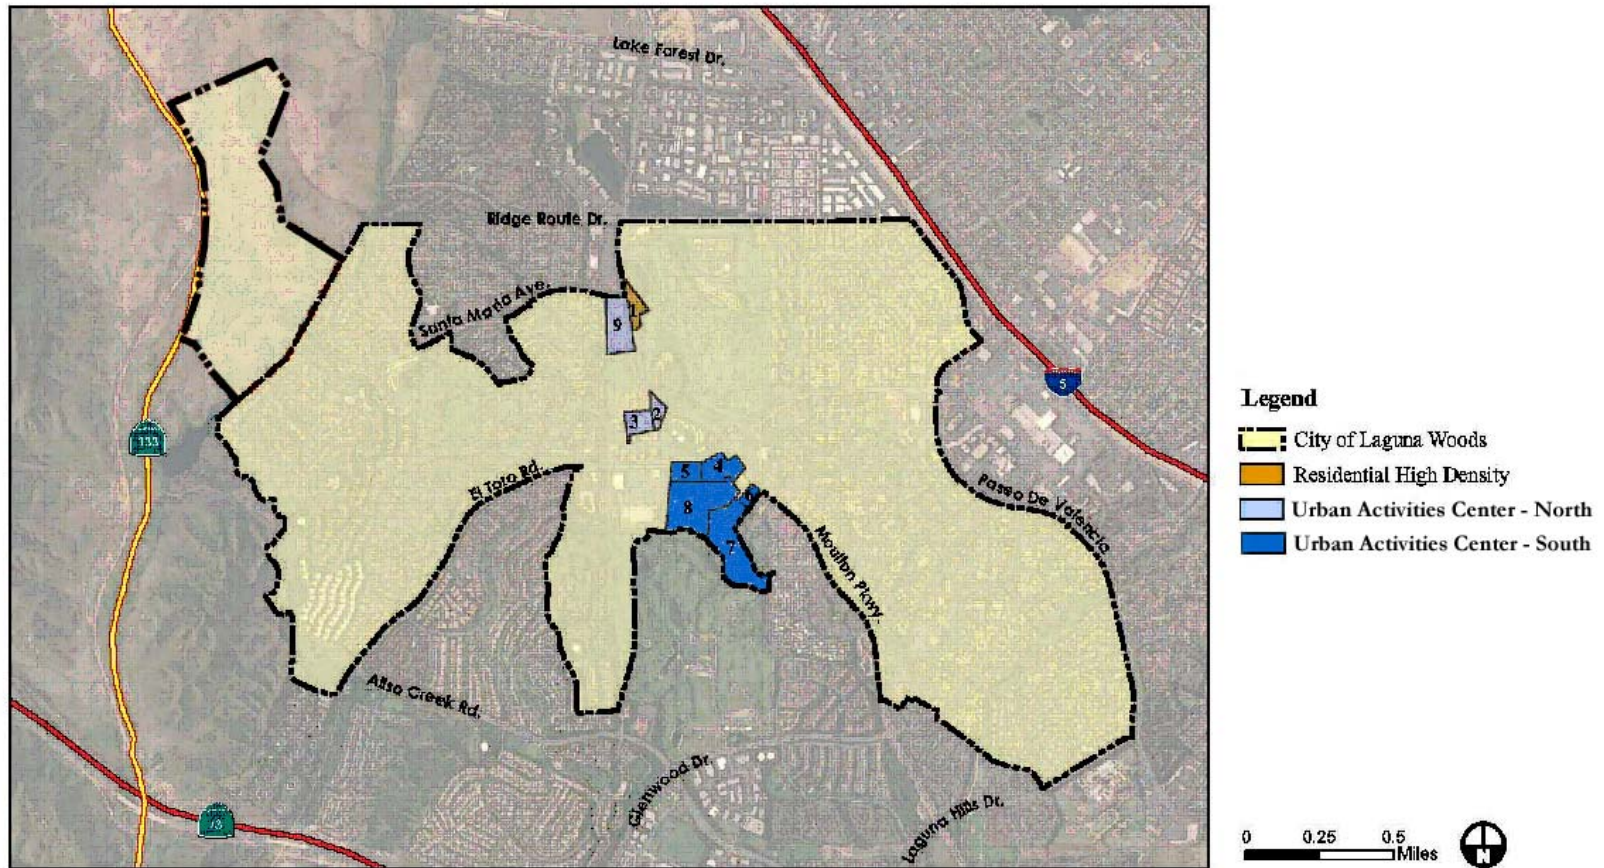 Lake Forest Dr.
Ridge Route Dr.
Santa Maria Ave.
1
9
5
2
3
133
El Toro Rd.
5
4
6
8
7
Paseo De Valencia
Moulton Pkwy.
Aliso Creek Rd.
Glenwood Dr.
73
Laguna Hills Dr.
Legend
City of Laguna Woods
Residential High Density
Urban Activities Center - North
Urban Activities Center - South
0 0.25 0.5
Miles
N